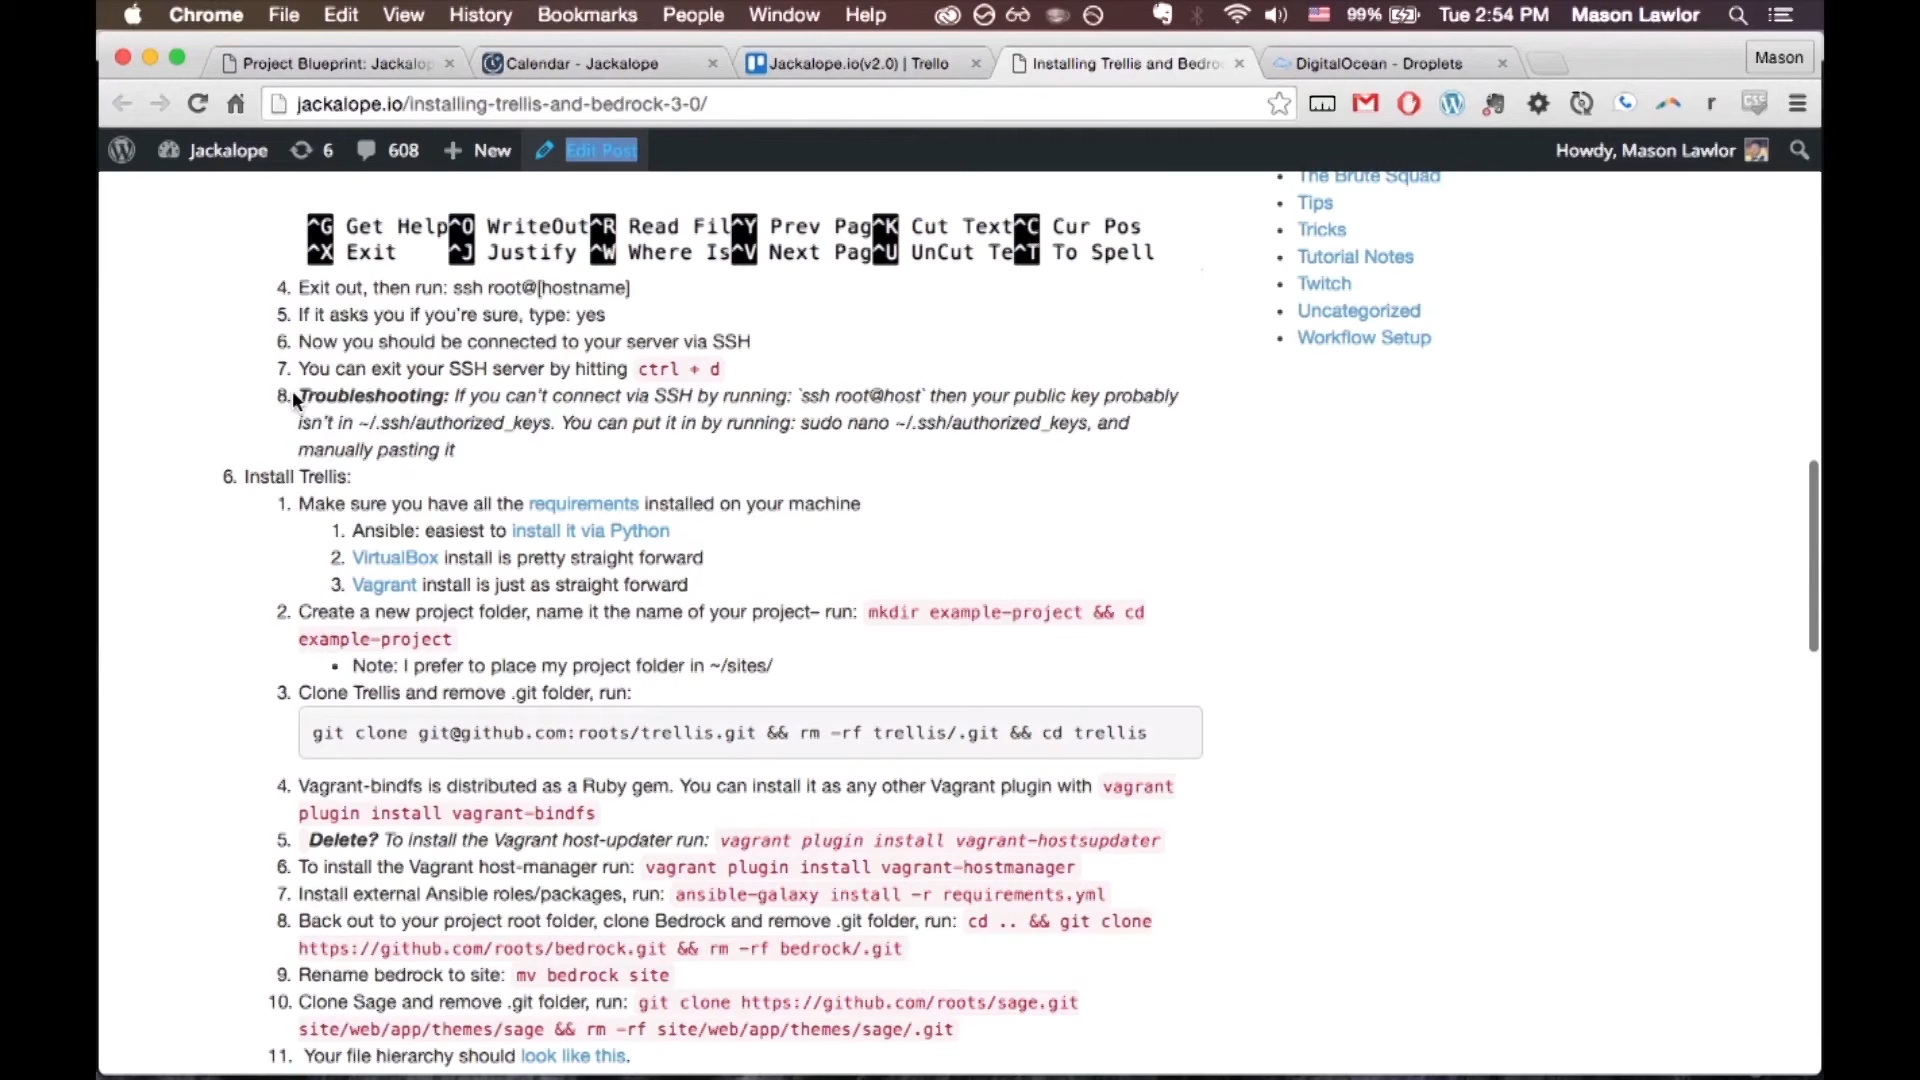 Chrome File Edit View History Bookmarks People Window Help 99% Tue 2:54 PM Mason Lawlor
Project Blueprint: Jackalop Calendar - Jackalope Jackalope.io(v2.0) | Trello Installing Trellis and Bedro DigitalOcean - Droplets Mason
jackalope.io/installing-trellis-and-bedrock-3-0/
Jackalope 6 608 + New Edit Post Howdy, Mason Lawlor
The Brute Squad
Tips
Tricks
Tutorial Notes
Twitch
Uncategorized
Workflow Setup
^G Get Help^O WriteOut^R Read Fil^Y Prev Pag^K Cut Text^C Cur Pos
^X Exit ^J Justify ^W Where Is^V Next Pag^U UnCut Te^T To Spell
4. Exit out, then run: ssh root@[hostname]
5. If it asks you if you're sure, type: yes
6. Now you should be connected to your server via SSH
7. You can exit your SSH server by hitting ctrl + d
8. Troubleshooting: If you can't connect via SSH by running: `ssh root@host` then your public key probably
isn't in ~/.ssh/authorized_keys. You can put it in by running: sudo nano ~/.ssh/authorized_keys, and
manually pasting it
6. Install Trellis:
1. Make sure you have all the requirements installed on your machine
1. Ansible: easiest to install it via Python
2. VirtualBox install is pretty straight forward
3. Vagrant install is just as straight forward
2. Create a new project folder, name it the name of your project– run: mkdir example-project && cd
example-project
• Note: I prefer to place my project folder in ~/sites/
3. Clone Trellis and remove .git folder, run:
git clone git@github.com:roots/trellis.git && rm -rf trellis/.git && cd trellis
4. Vagrant-bindfs is distributed as a Ruby gem. You can install it as any other Vagrant plugin with vagrant
plugin install vagrant-bindfs
5. Delete? To install the Vagrant host-updater run: vagrant plugin install vagrant-hostsupdater
6. To install the Vagrant host-manager run: vagrant plugin install vagrant-hostmanager
7. Install external Ansible roles/packages, run: ansible-galaxy install -r requirements.yml
8. Back out to your project root folder, clone Bedrock and remove .git folder, run: cd .. && git clone
https://github.com/roots/bedrock.git && rm -rf bedrock/.git
9. Rename bedrock to site: mv bedrock site
10. Clone Sage and remove .git folder, run: git clone https://github.com/roots/sage.git
site/web/app/themes/sage && rm -rf site/web/app/themes/sage/.git
11. Your file hierarchy should look like this.